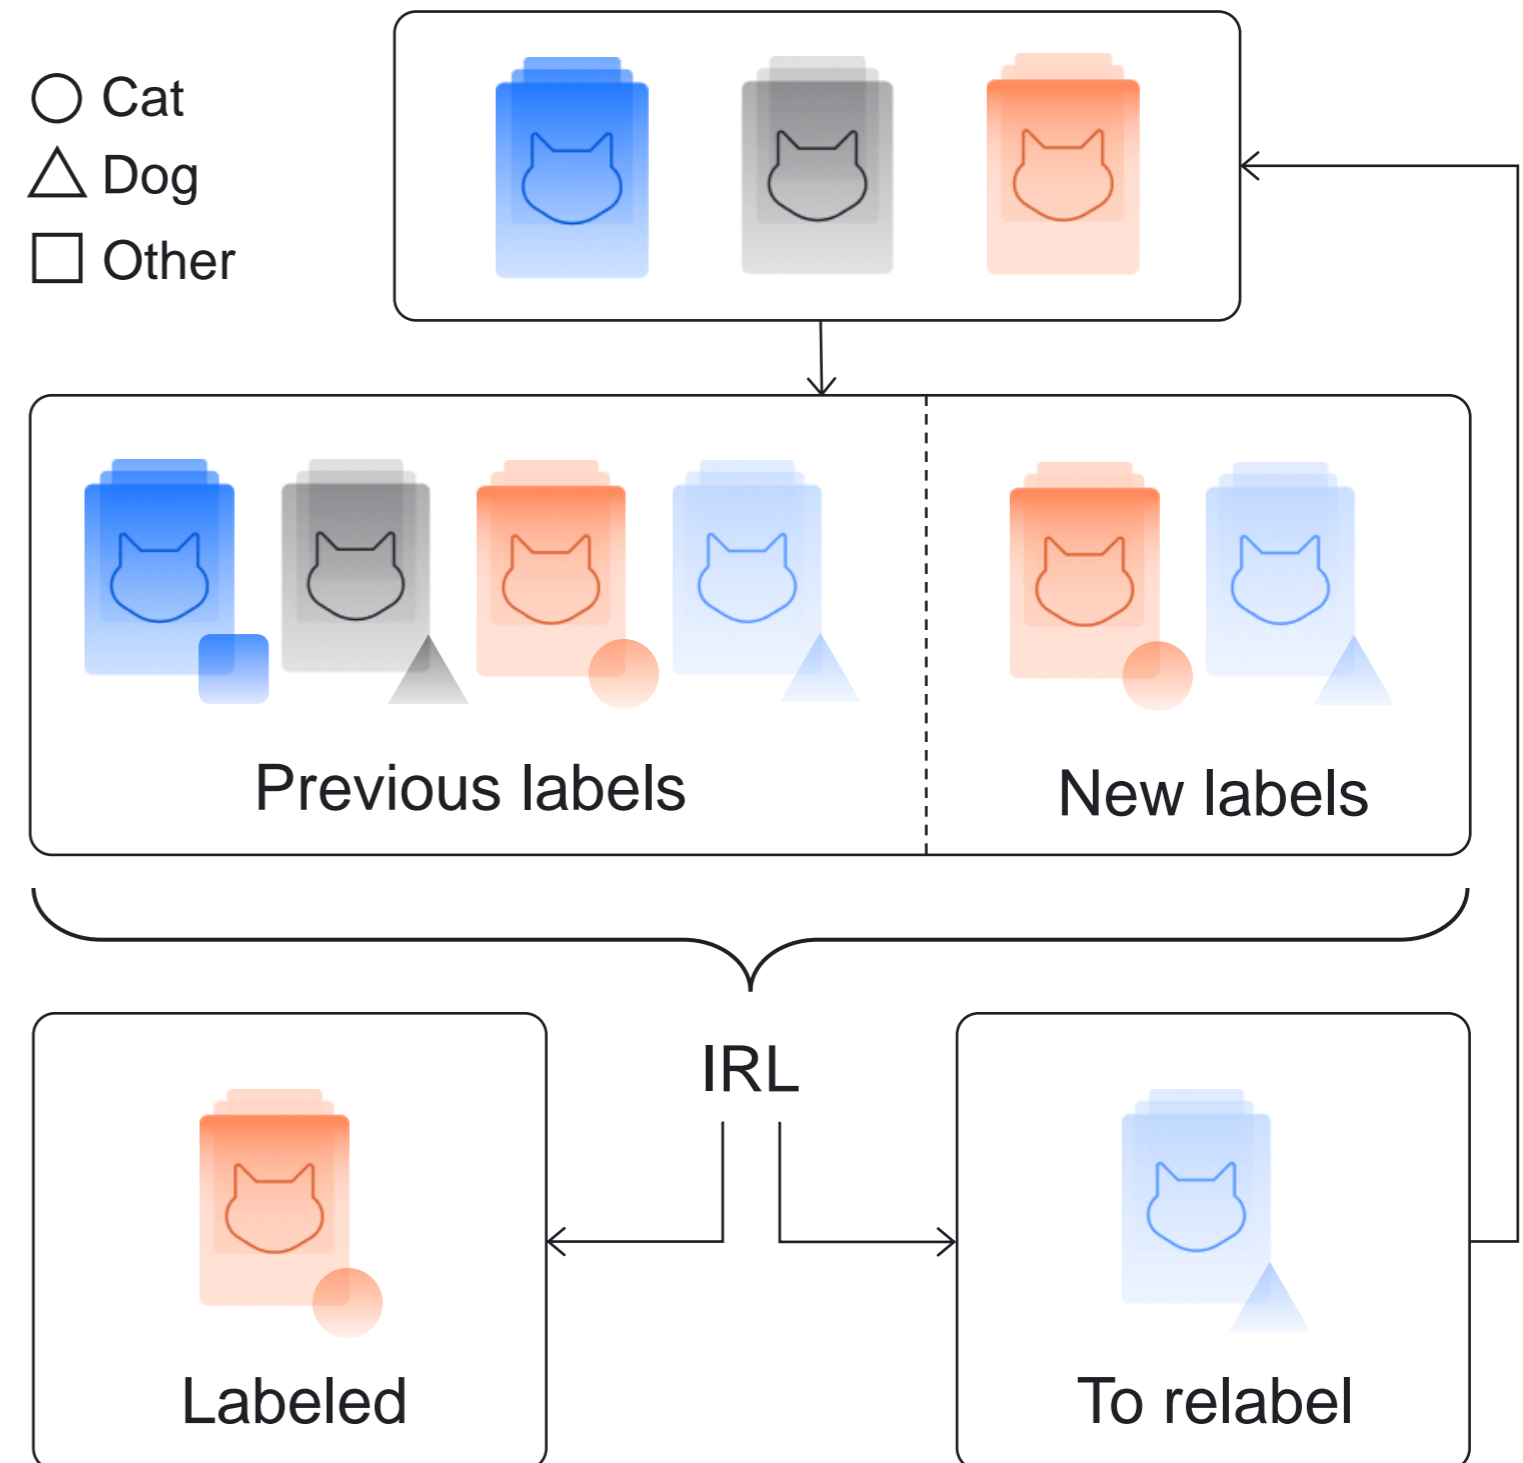 Cat
Dog
Other
Previous labels
New labels
IRL
Labeled
To relabel